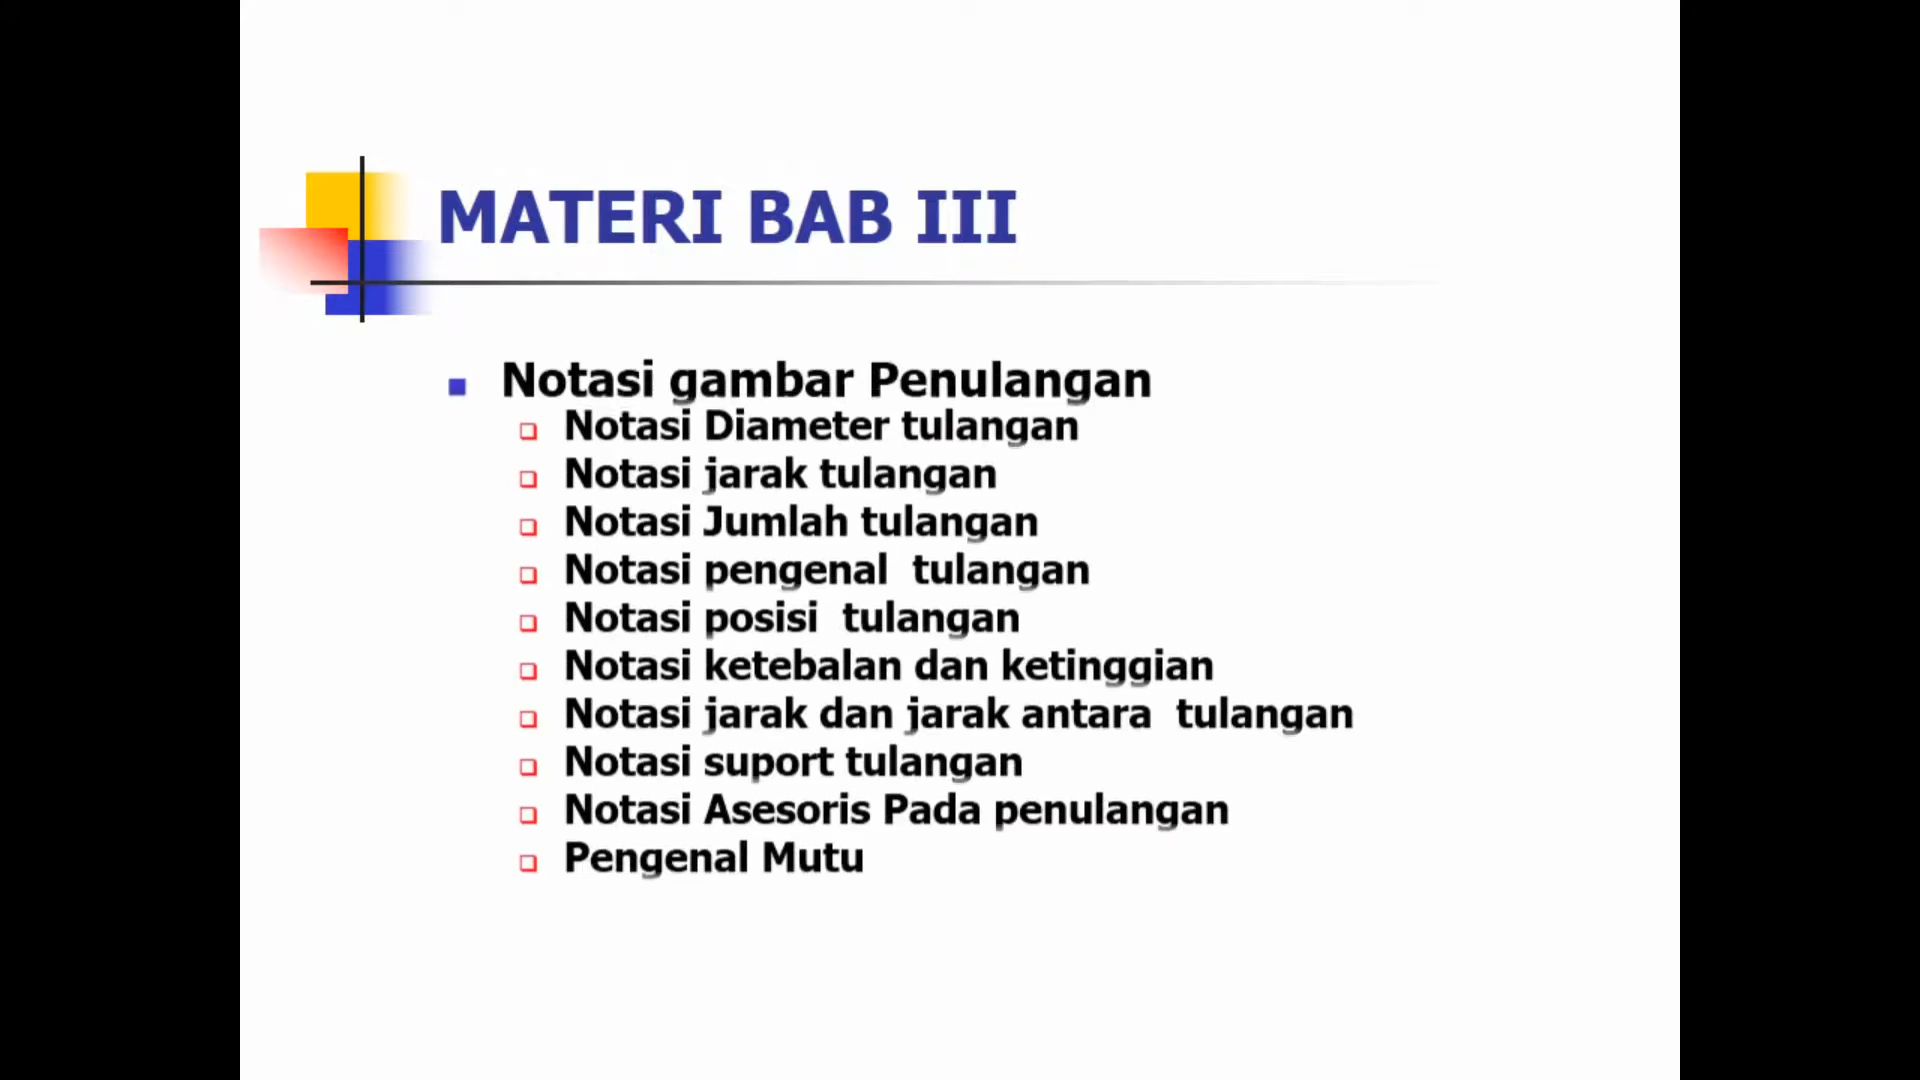 MATERI BAB III
Notasi gambar Penulangan
Notasi Diameter tulangan
Notasi jarak tulangan
Notasi Jumlah tulangan
Notasi pengenal tulangan
Notasi posisi tulangan
Notasi ketebalan dan ketinggian
Notasi jarak dan jarak antara tulangan
Notasi suport tulangan
Notasi Asesoris Pada penulangan
Pengenal Mutu